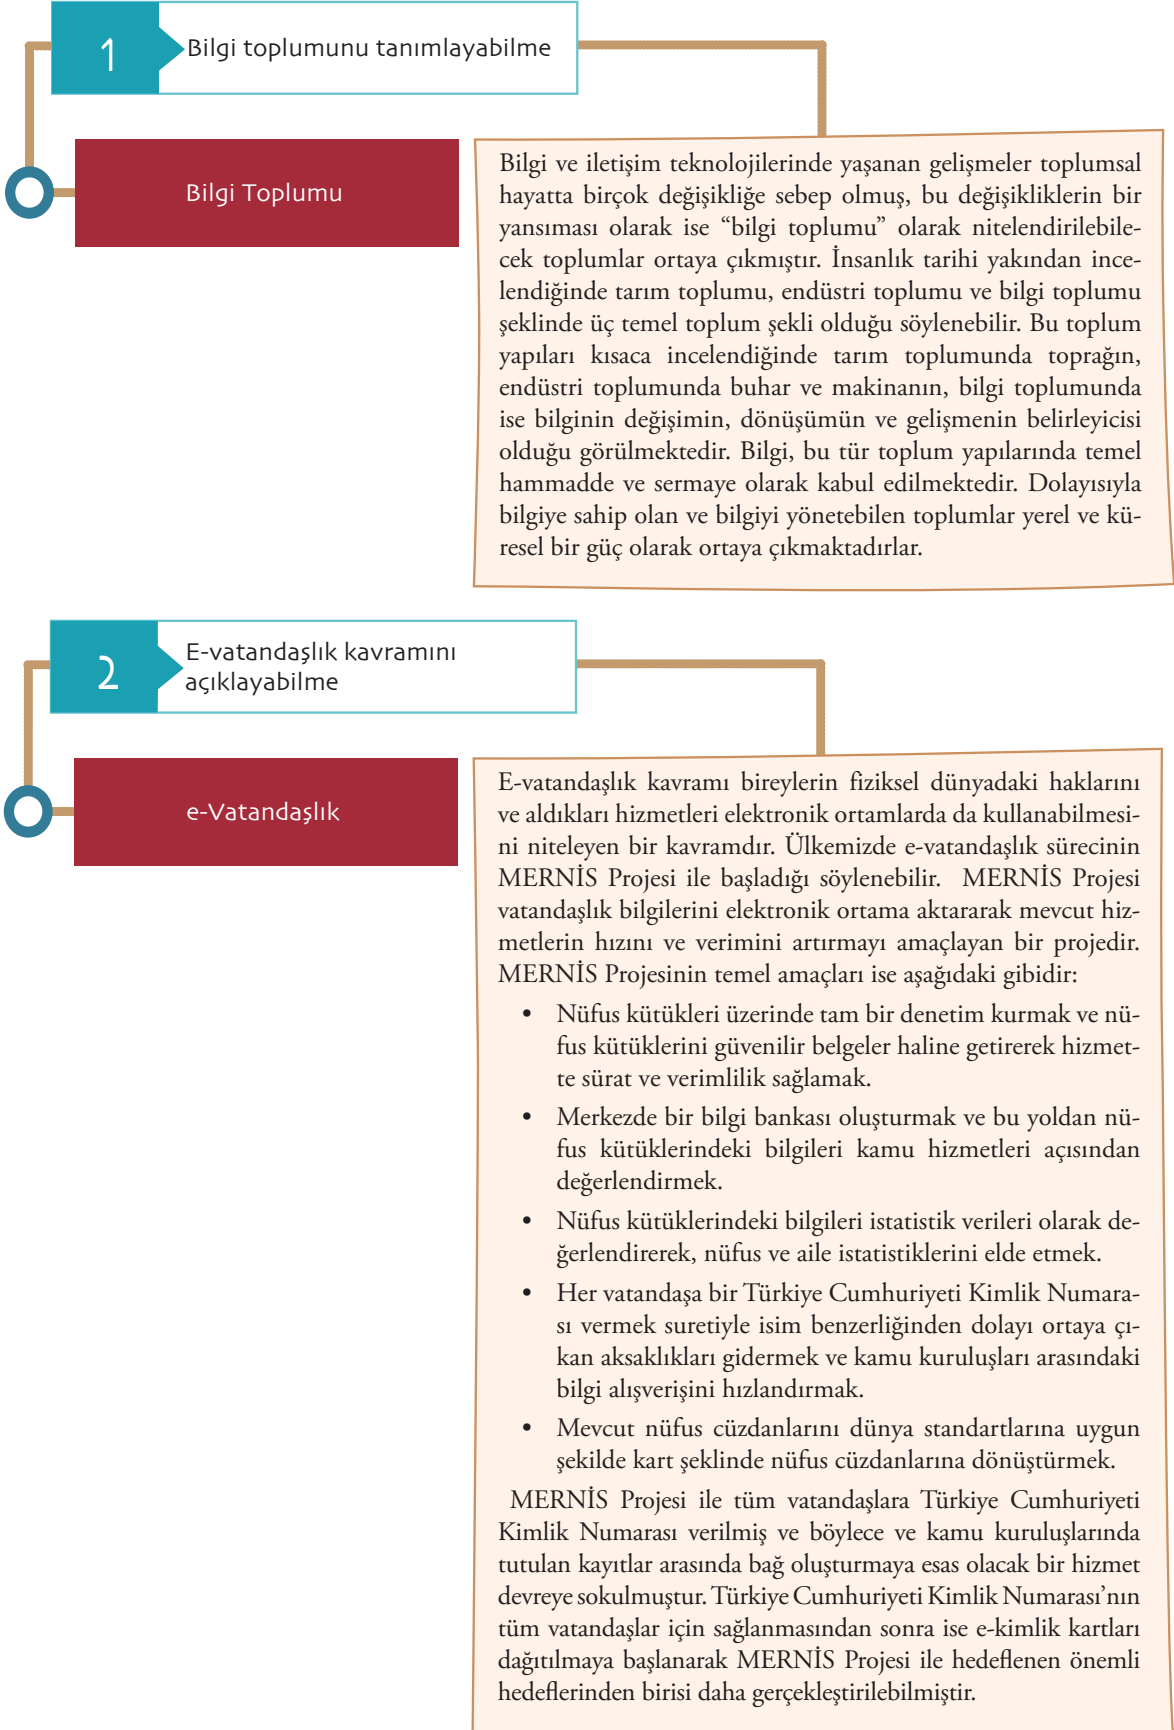 1
Bilgi toplumunu tanımlayabilme
Bilgi Toplumu
Bilgi ve iletişim teknolojilerinde yaşanan gelişmeler toplumsal
hayatta birçok değişikliğe sebep olmuş, bu değişikliklerin bir
yansıması olarak ise “bilgi toplumu” olarak nitelendirilebile-
cek toplumlar ortaya çıkmıştır. İnsanlık tarihi yakından ince-
lendiğinde tarım toplumu, endüstri toplumu ve bilgi toplumu
şeklinde üç temel toplum şekli olduğu söylenebilir. Bu toplum
yapıları kısaca incelendiğinde tarım toplumunda toprağın,
endüstri toplumunda buhar ve makinanın, bilgi toplumunda
ise bilginin değişimin, dönüşümün ve gelişmenin belirleyicisi
olduğu görülmektedir. Bilgi, bu tür toplum yapılarında temel
hammadde ve sermaye olarak kabul edilmektedir. Dolayısıyla
bilgiye sahip olan ve bilgiyi yönetebilen toplumlar yerel ve kü-
resel bir güç olarak ortaya çıkmaktadırlar.
2
E-vatandaşlık kavramını
açıklayabilme
e-Vatandaşlık
E-vatandaşlık kavramı bireylerin fiziksel dünyadaki haklarını
ve aldıkları hizmetleri elektronik ortamlarda da kullanabilmesi-
ni niteleyen bir kavramdır. Ülkemizde e-vatandaşlık sürecinin
MERNİS Projesi ile başladığı söylenebilir. MERNİS Projesi
vatandaşlık bilgilerini elektronik ortama aktararak mevcut hiz-
metlerin hızını ve verimini artırmayı amaçlayan bir projedir.
MERNİS Projesinin temel amaçları ise aşağıdaki gibidir:
• Nüfus kütükleri üzerinde tam bir denetim kurmak ve nü-
fus kütüklerini güvenilir belgeler haline getirerek hizmet-
te sürat ve verimlilik sağlamak.
• Merkezde bir bilgi bankası oluşturmak ve bu yoldan nü-
fus kütüklerindeki bilgileri kamu hizmetleri açısından
değerlendirmek.
• Nüfus kütüklerindeki bilgileri istatistik verileri olarak de-
ğerlendirerek, nüfus ve aile istatistiklerini elde etmek.
• Her vatandaşa bir Türkiye Cumhuriyeti Kimlik Numara-
sı vermek suretiyle isim benzerliğinden dolayı ortaya çı-
kan aksaklıkları gidermek ve kamu kuruluşları arasındaki
bilgi alışverişini hızlandırmak.
• Mevcut nüfus cüzdanlarını dünya standartlarına uygun
şekilde kart şeklinde nüfus cüzdanlarına dönüştürmek.
MERNİS Projesi ile tüm vatandaşlara Türkiye Cumhuriyeti
Kimlik Numarası verilmiş ve böylece ve kamu kuruluşlarında
tutulan kayıtlar arasında bağ oluşturmaya esas olacak bir hizmet
devreye sokulmuştur. Türkiye Cumhuriyeti Kimlik Numarası’nın
tüm vatandaşlar için sağlanmasından sonra ise e-kimlik kartları
dağıtılmaya başlanarak MERNİS Projesi ile hedeflenen önemli
hedeflerinden birisi daha gerçekleştirilebilmiştir.